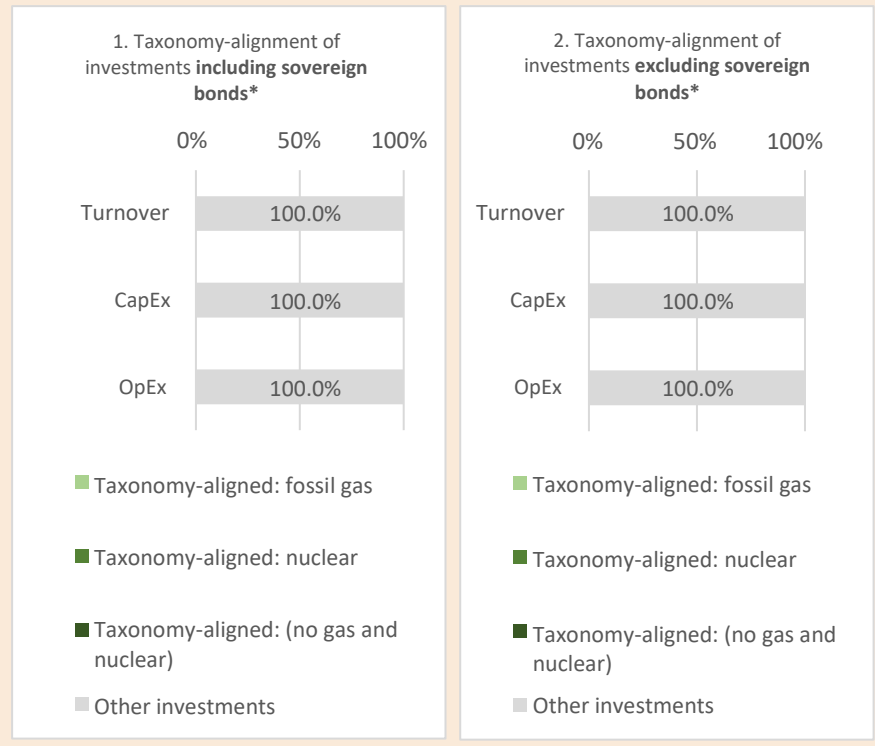 1. Taxonomy-alignment of
investments including sovereign
bonds*
0% 50% 100%
Turnover 100.0%
CapEx 100.0%
OpEx 100.0%
Taxonomy-aligned: fossil gas
Taxonomy-aligned: nuclear
Taxonomy-aligned: (no gas and
nuclear)
Other investments
2. Taxonomy-alignment of
investments excluding sovereign
bonds*
0% 50% 100%
Turnover 100.0%
CapEx 100.0%
OpEx 100.0%
Taxonomy-aligned: fossil gas
Taxonomy-aligned: nuclear
Taxonomy-aligned: (no gas and
nuclear)
Other investments